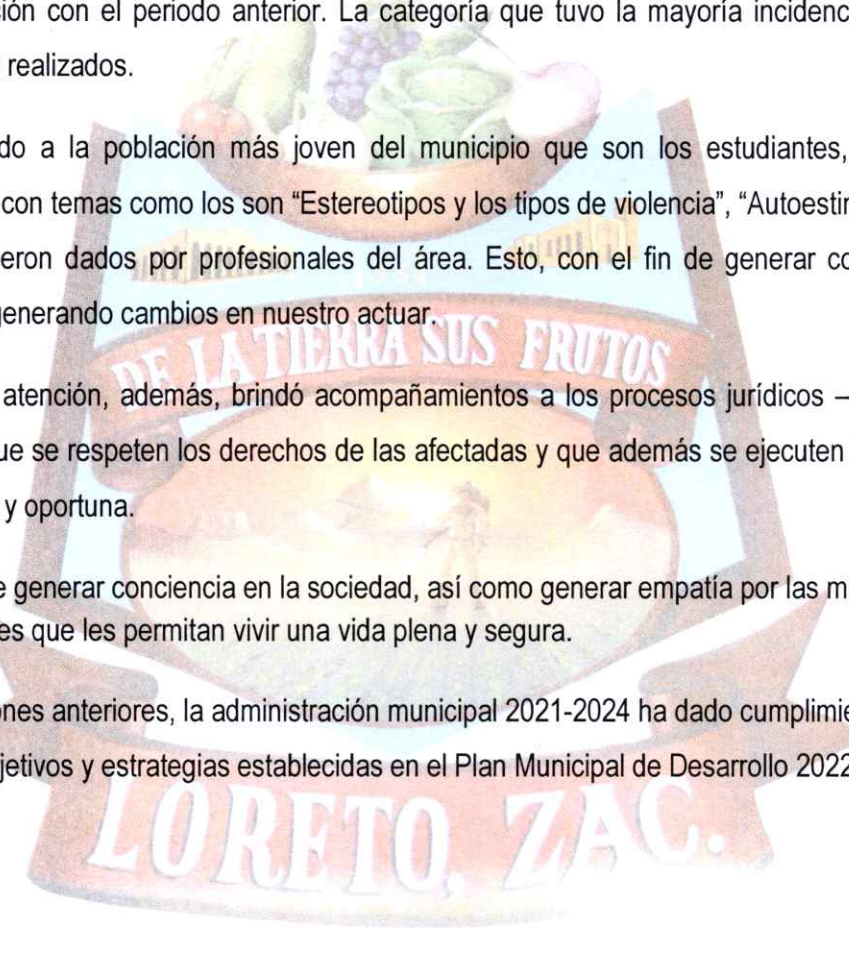 ión con el periodo anterior. La categoría que tuvo la mayoría incidenc
realizados.
do a la población más joven del municipio que son los estudiantes,
con temas como los son “Estereotipos y los tipos de violencia”, “Autoestim
eron dados por profesionales del área. Esto, con el fin de generar co
generando cambios en nuestro actuar.
DE LA TIERRA SUS FRUTOS
atención, además, brindó acompañamientos a los procesos jurídicos –
ue se respeten los derechos de las afectadas y que además se ejecuten
y oportuna.
e generar conciencia en la sociedad, así como generar empatía por las m
es que les permitan vivir una vida plena y segura.
ones anteriores, la administración municipal 2021-2024 ha dado cumplimie
jetivos y estrategias establecidas en el Plan Municipal de Desarrollo 2022
LORETO, ZAC.